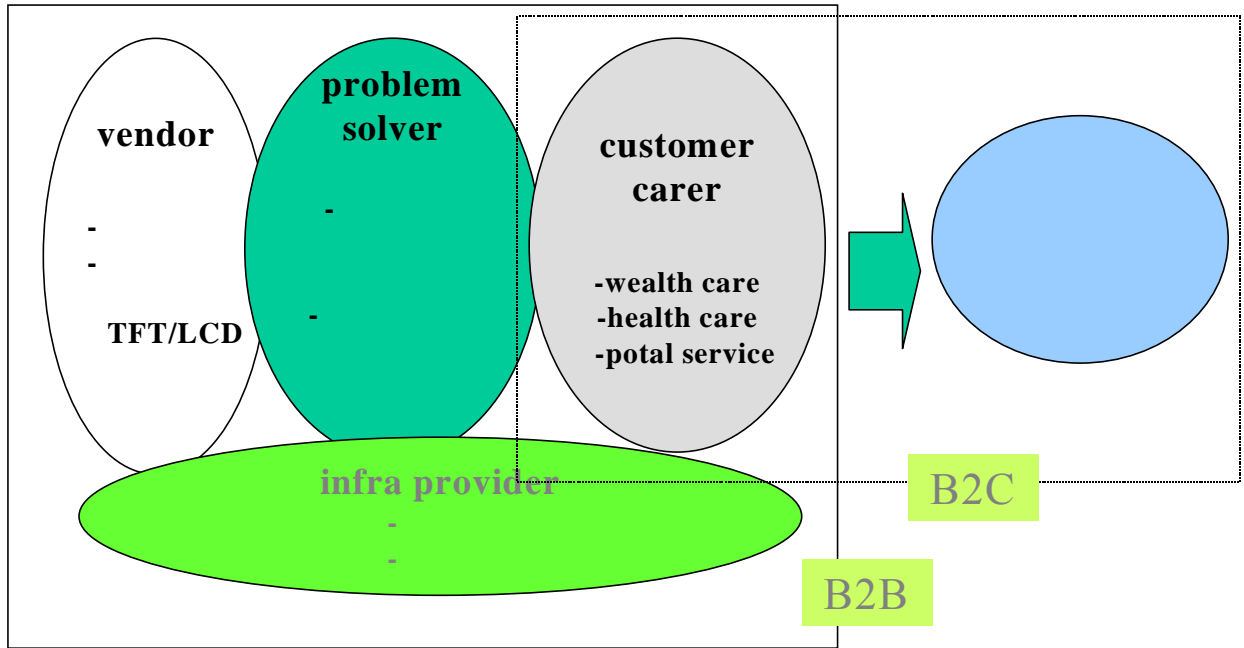 vendor
-
-
TFT/LCD
problem
solver
-
-
customer
carer
-wealth care
-health care
-potal service
infra provider
-
-
B2C
B2B